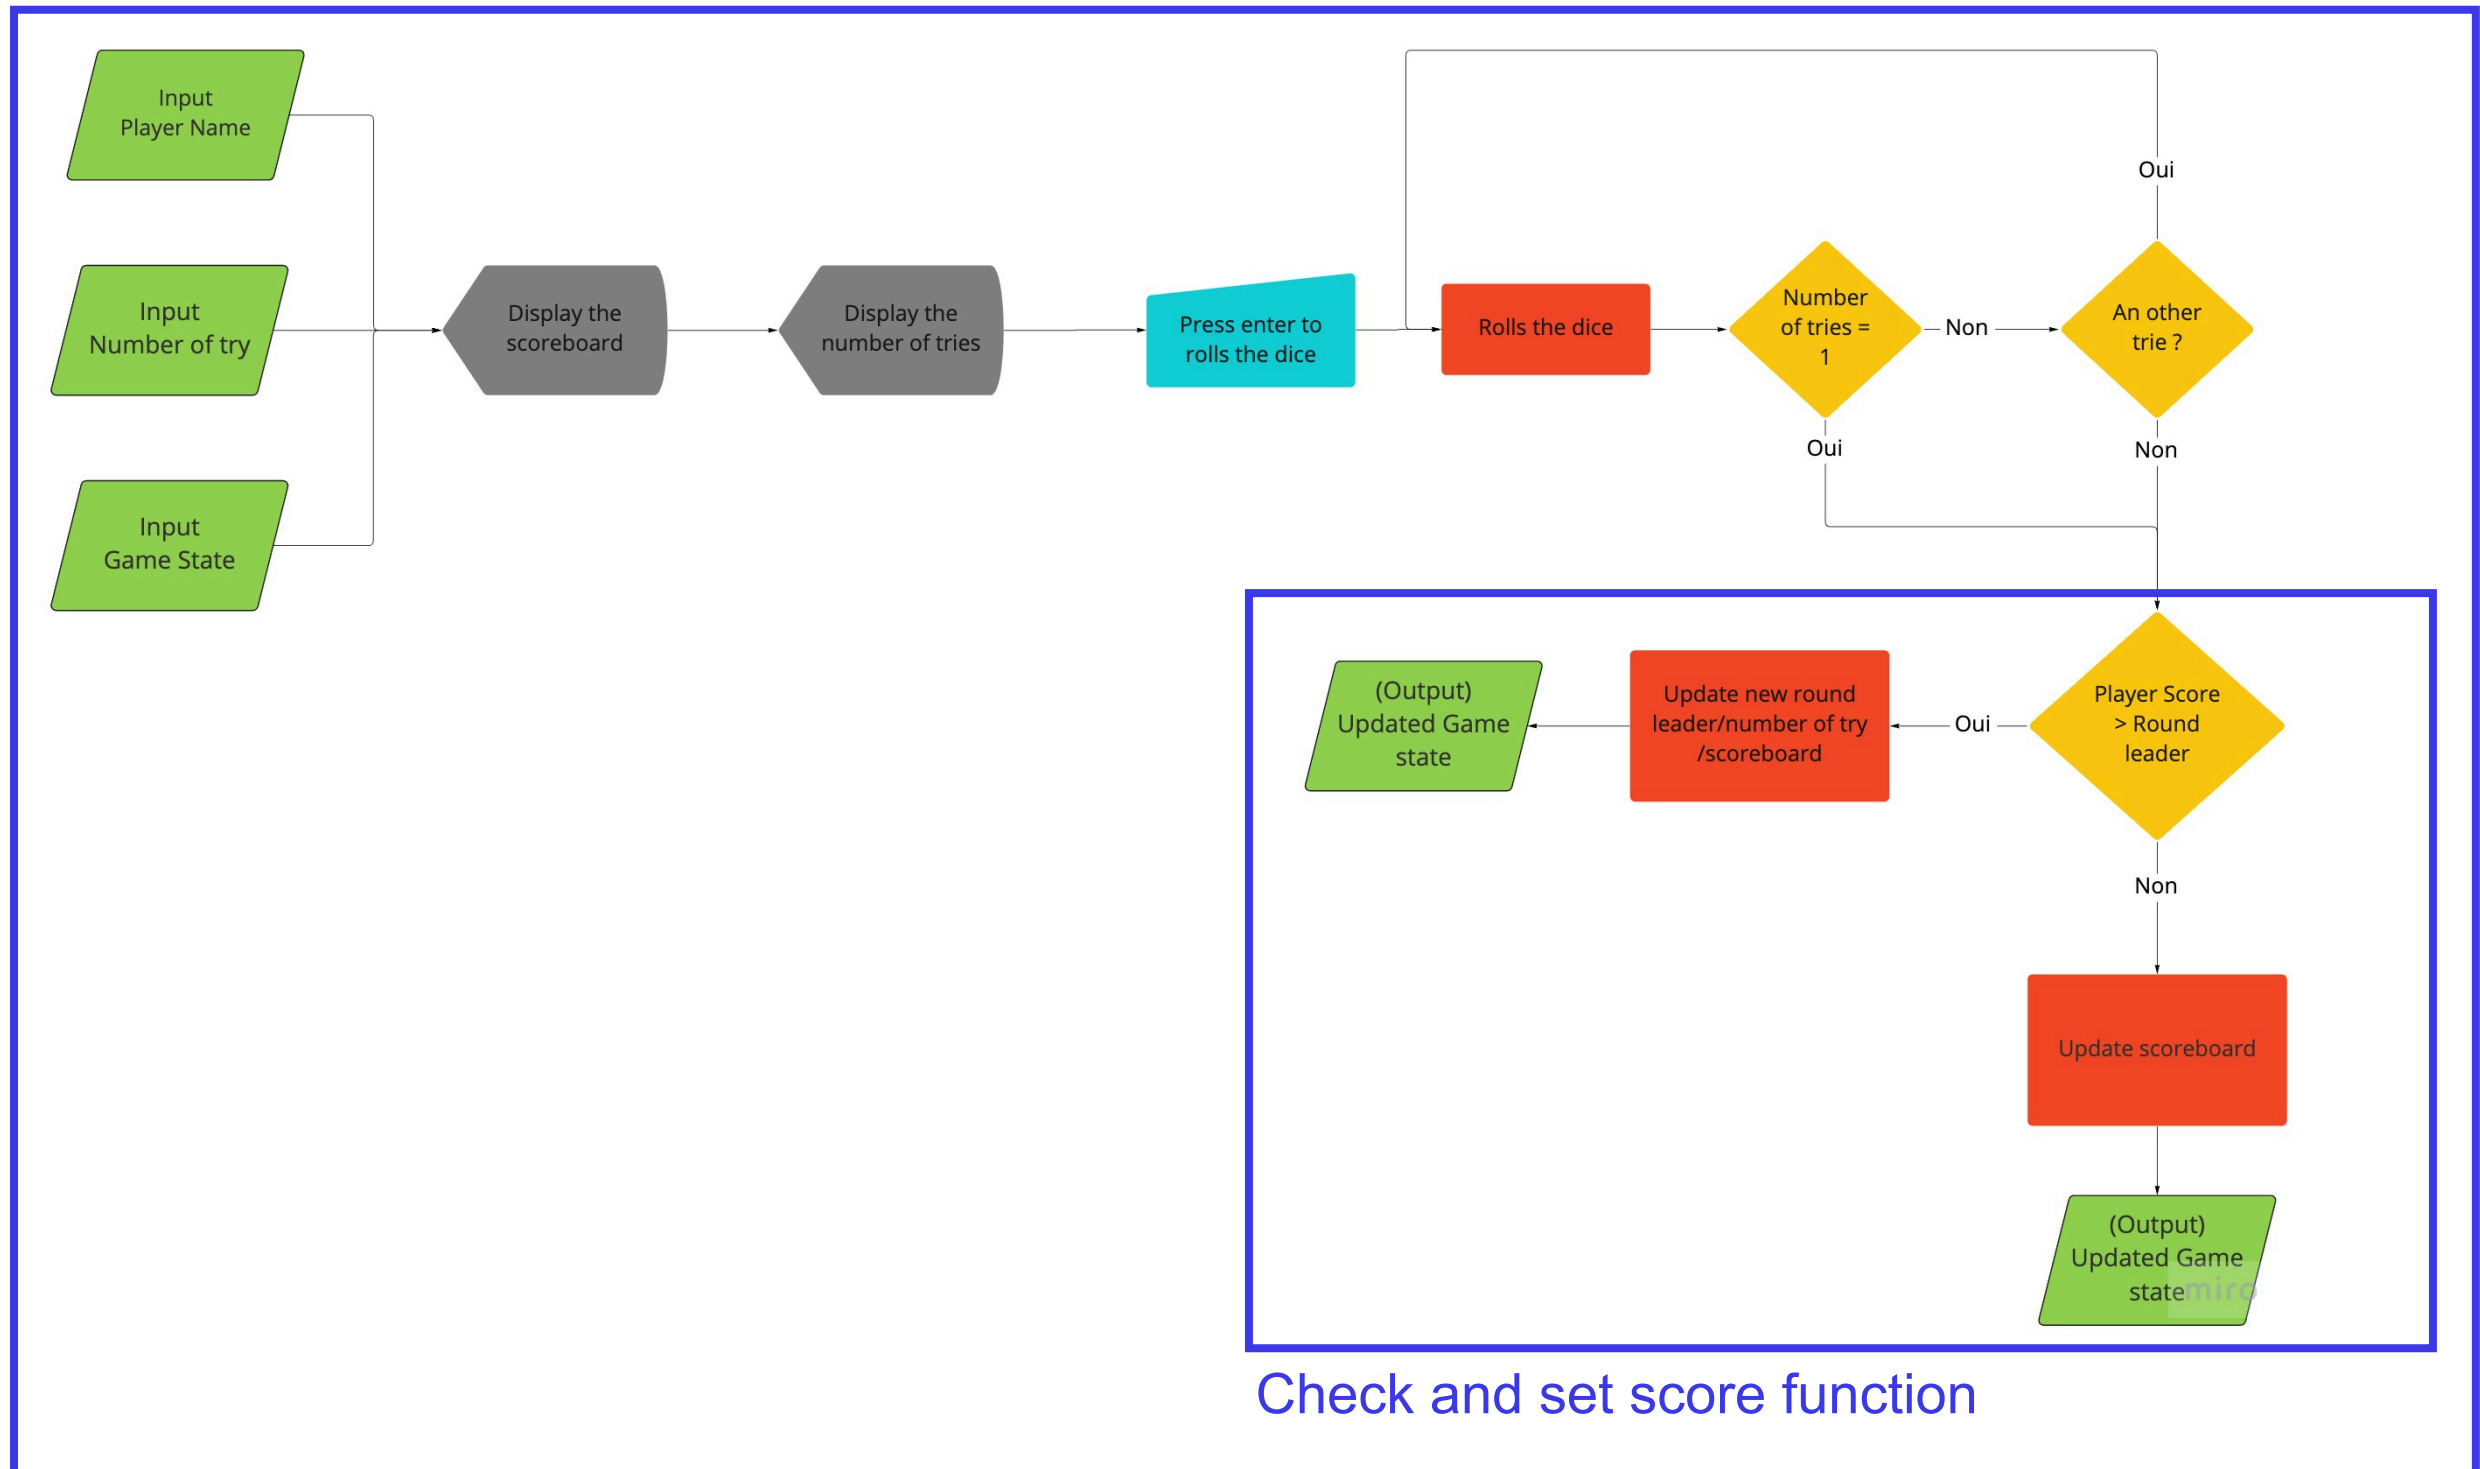 Input
Player Name
Input
Number of try
Input
Game State
Display the
scoreboard
Display the
number of tries
Press enter to
rolls the dice
Rolls the dice
Number
of tries =
1
Non
Oui
An other
trie ?
Oui
Non
Player Score
> Round
leader
Oui
Update new round
leader/number of try
/scoreboard
(Output)
Updated Game
state
Non
Update scoreboard
(Output)
Updated Game
state
miro
Check and set score function